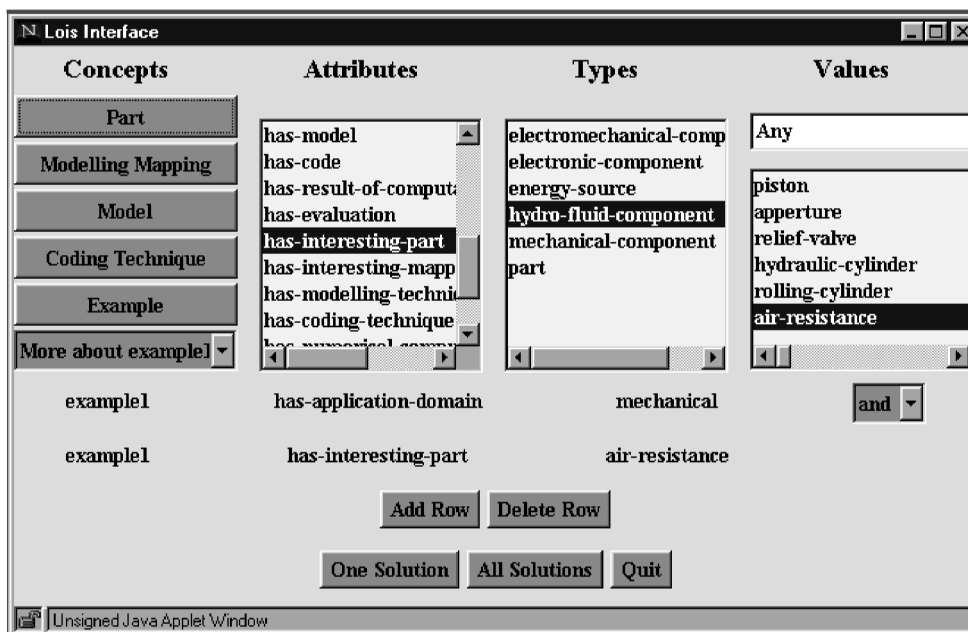 N Lois Interface
Concepts Attributes Types Values
Part
Modelling Mapping
Model
Coding Technique
Example
More about example1
has-model
has-code
has-result-of-computa
has-evaluation
has-interesting-part
has-interesting-mapp
has-modelling-techni
has-coding-technique
electromechanical-comp
electronic-component
energy-source
hydro-fluid-component
mechanical-component
part
Any
piston
apperture
relief-valve
hydraulic-cylinder
rolling-cylinder
air-resistance
example1 has-application-domain mechanical and
example1 has-interesting-part air-resistance
Add Row Delete Row
One Solution All Solutions Quit
Unsigned Java Applet Window